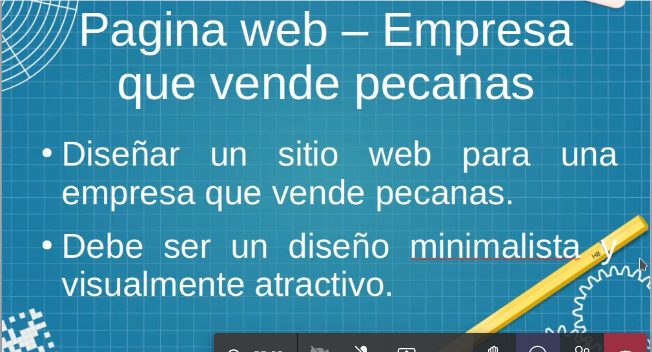 Pagina web – Empresa
que vende pecanas
• Diseñar un sitio web para una
empresa que vende pecanas.
• Debe ser un diseño minimalista y
visualmente atractivo.
HB